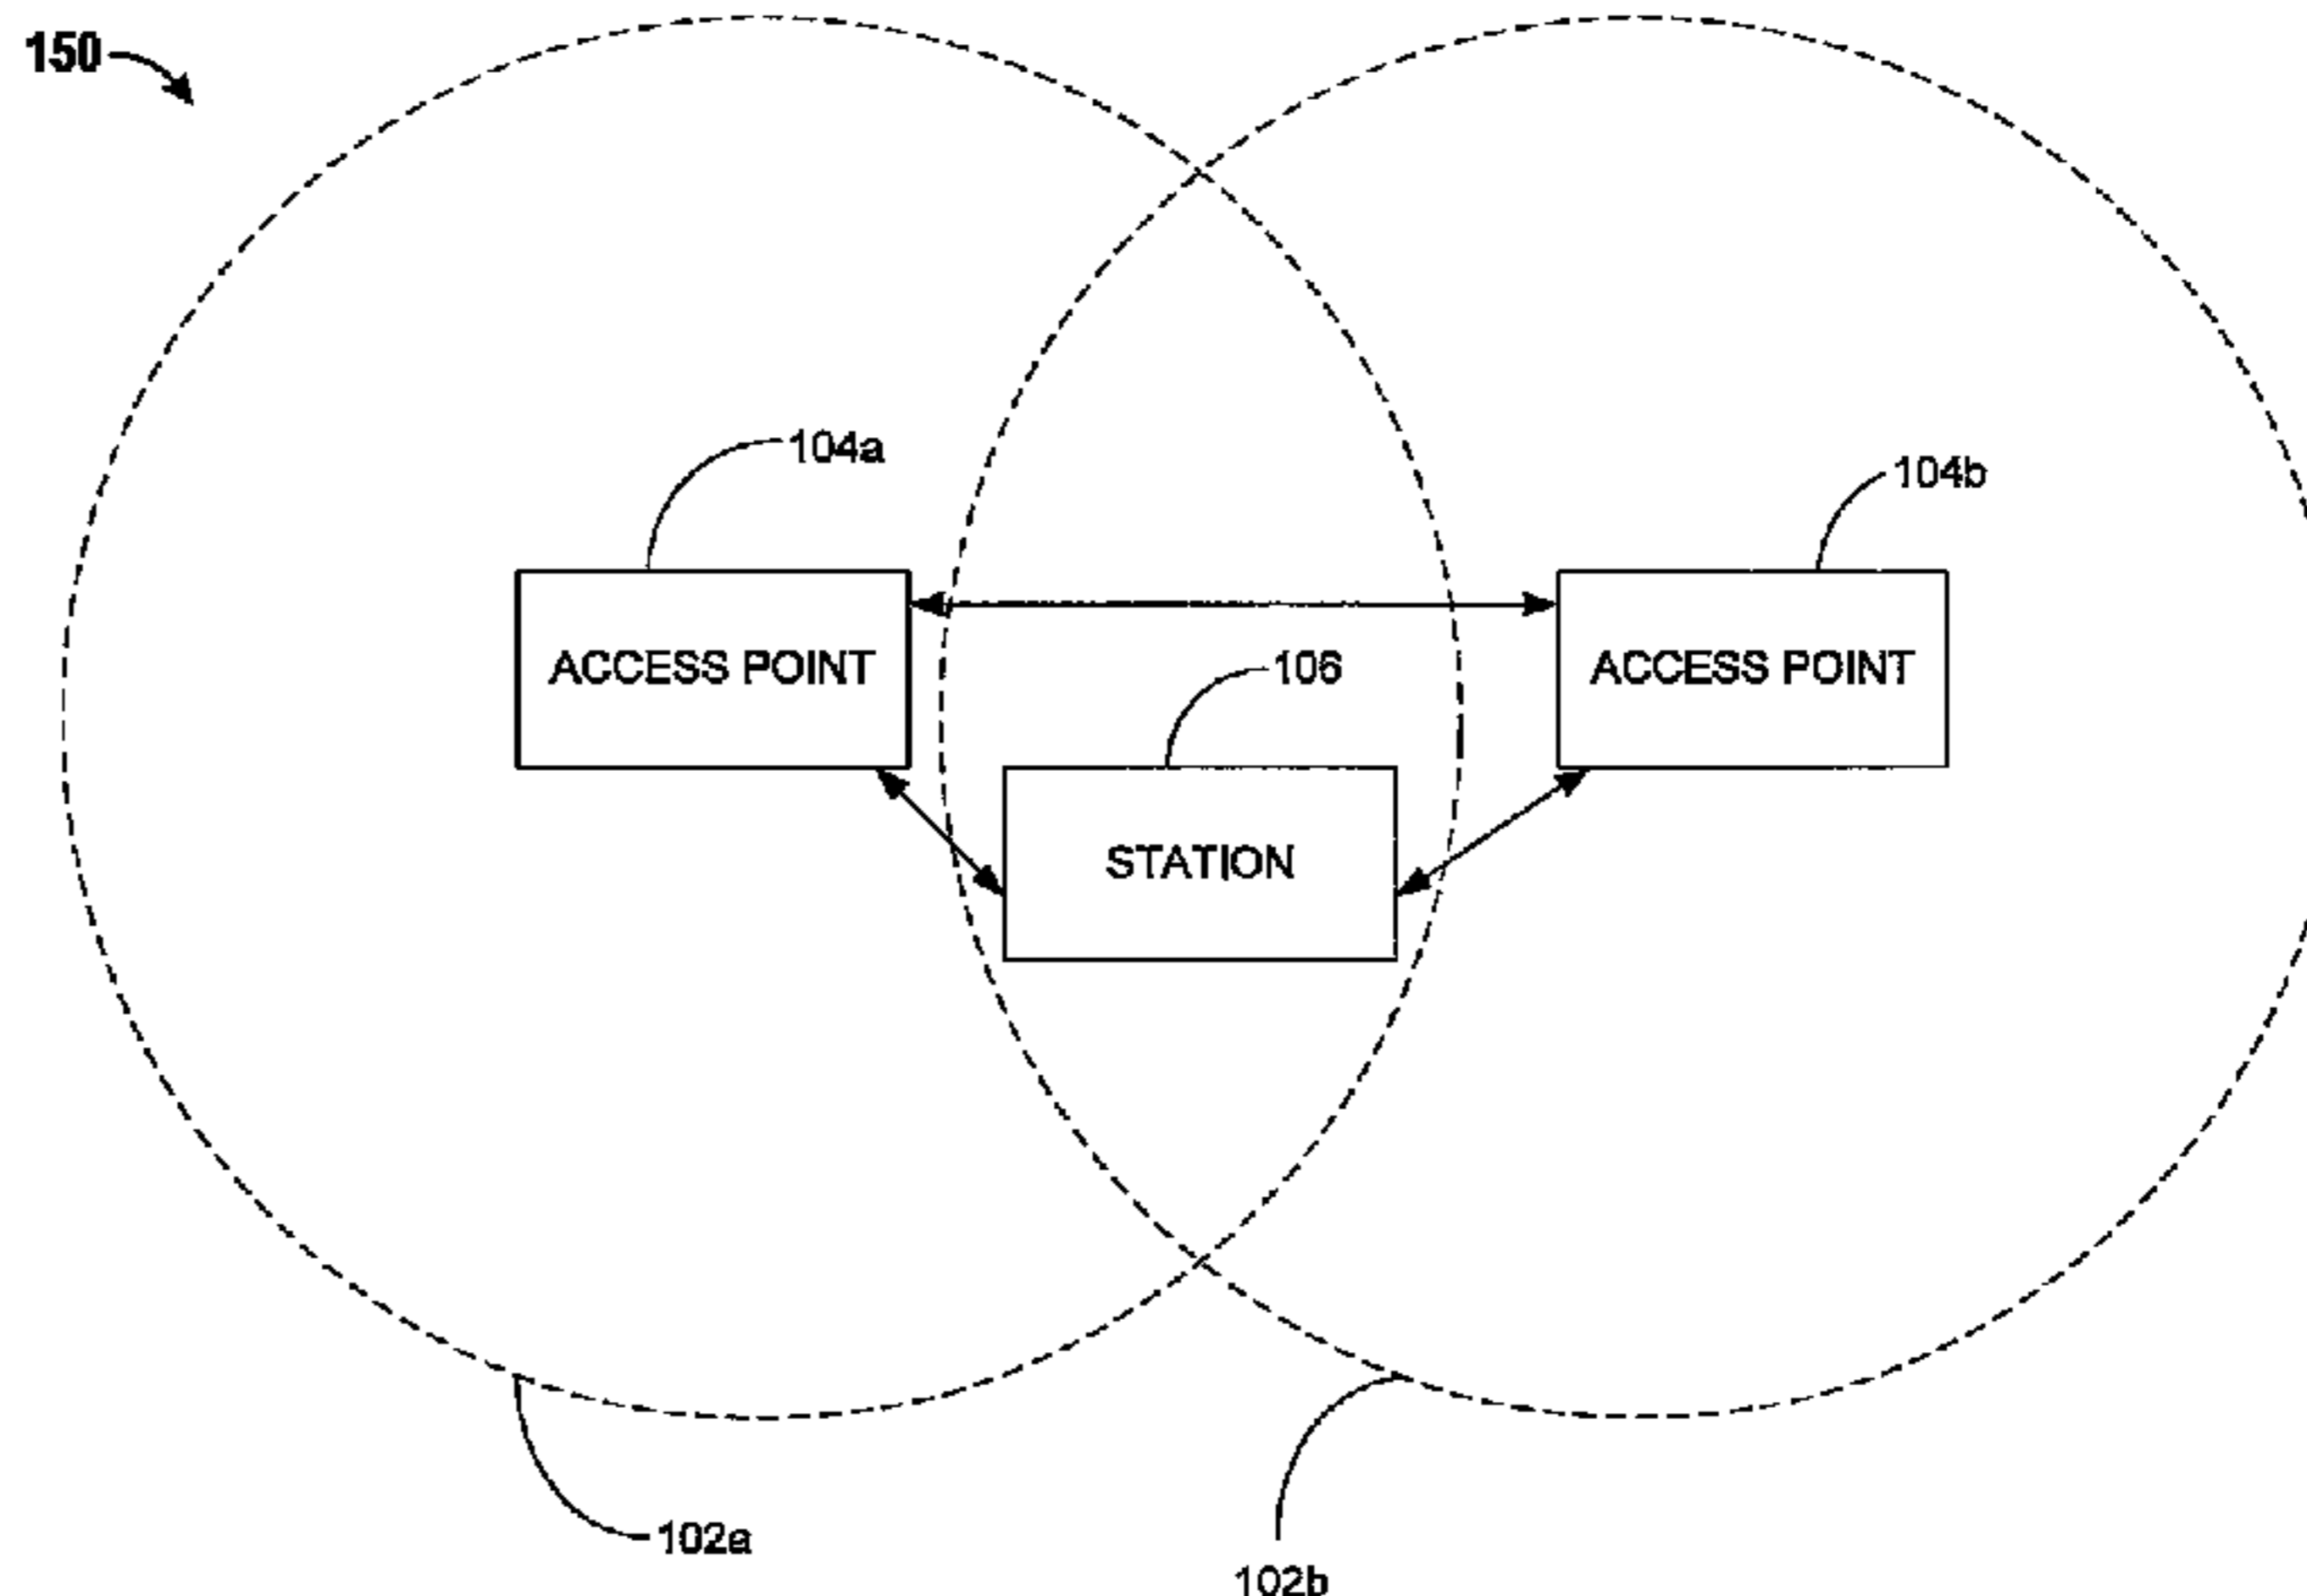 150
104a
104b
ACCESS POINT
ACCESS POINT
106
STATION
102a
102b